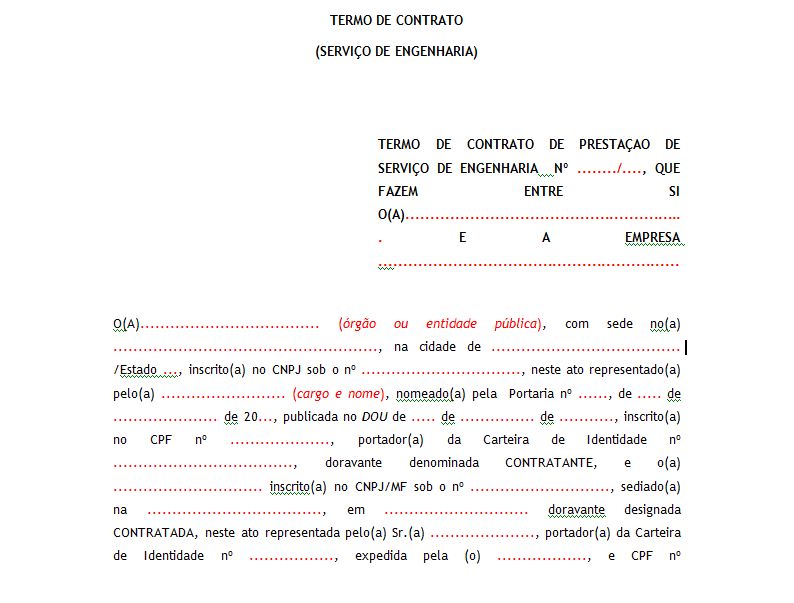 TERMO DE CONTRATO
(SERVIÇO DE ENGENHARIA)
TERMO DE CONTRATO DE PRESTAÇAO DE
SERVIÇO DE ENGENHARIA Nº ......../...., QUE
FAZEM ENTRE SI
O(A)......................................................
. E A EMPRESA
.........................................................
O(A)................................... (órgão ou entidade pública), com sede no(a)
...................................................., na cidade de .....................................
/Estado ..., inscrito(a) no CNPJ sob o nº ................................, neste ato representado(a)
pelo(a) ......................... (cargo e nome), nomeado(a) pela Portaria nº ......, de ..... de
..................... de 20..., publicada no DOU de ..... de ............... de ..........., inscrito(a)
no CPF nº ...................., portador(a) da Carteira de Identidade nº
...................................., doravante denominada CONTRATANTE, e o(a)
.............................. inscrito(a) no CNPJ/MF sob o nº ............................, sediado(a)
na ..................................., em ............................. doravante designada
CONTRATADA, neste ato representada pelo(a) Sr.(a) ....................., portador(a) da Carteira
de Identidade nº ................., expedida pela (o) .................., e CPF nº